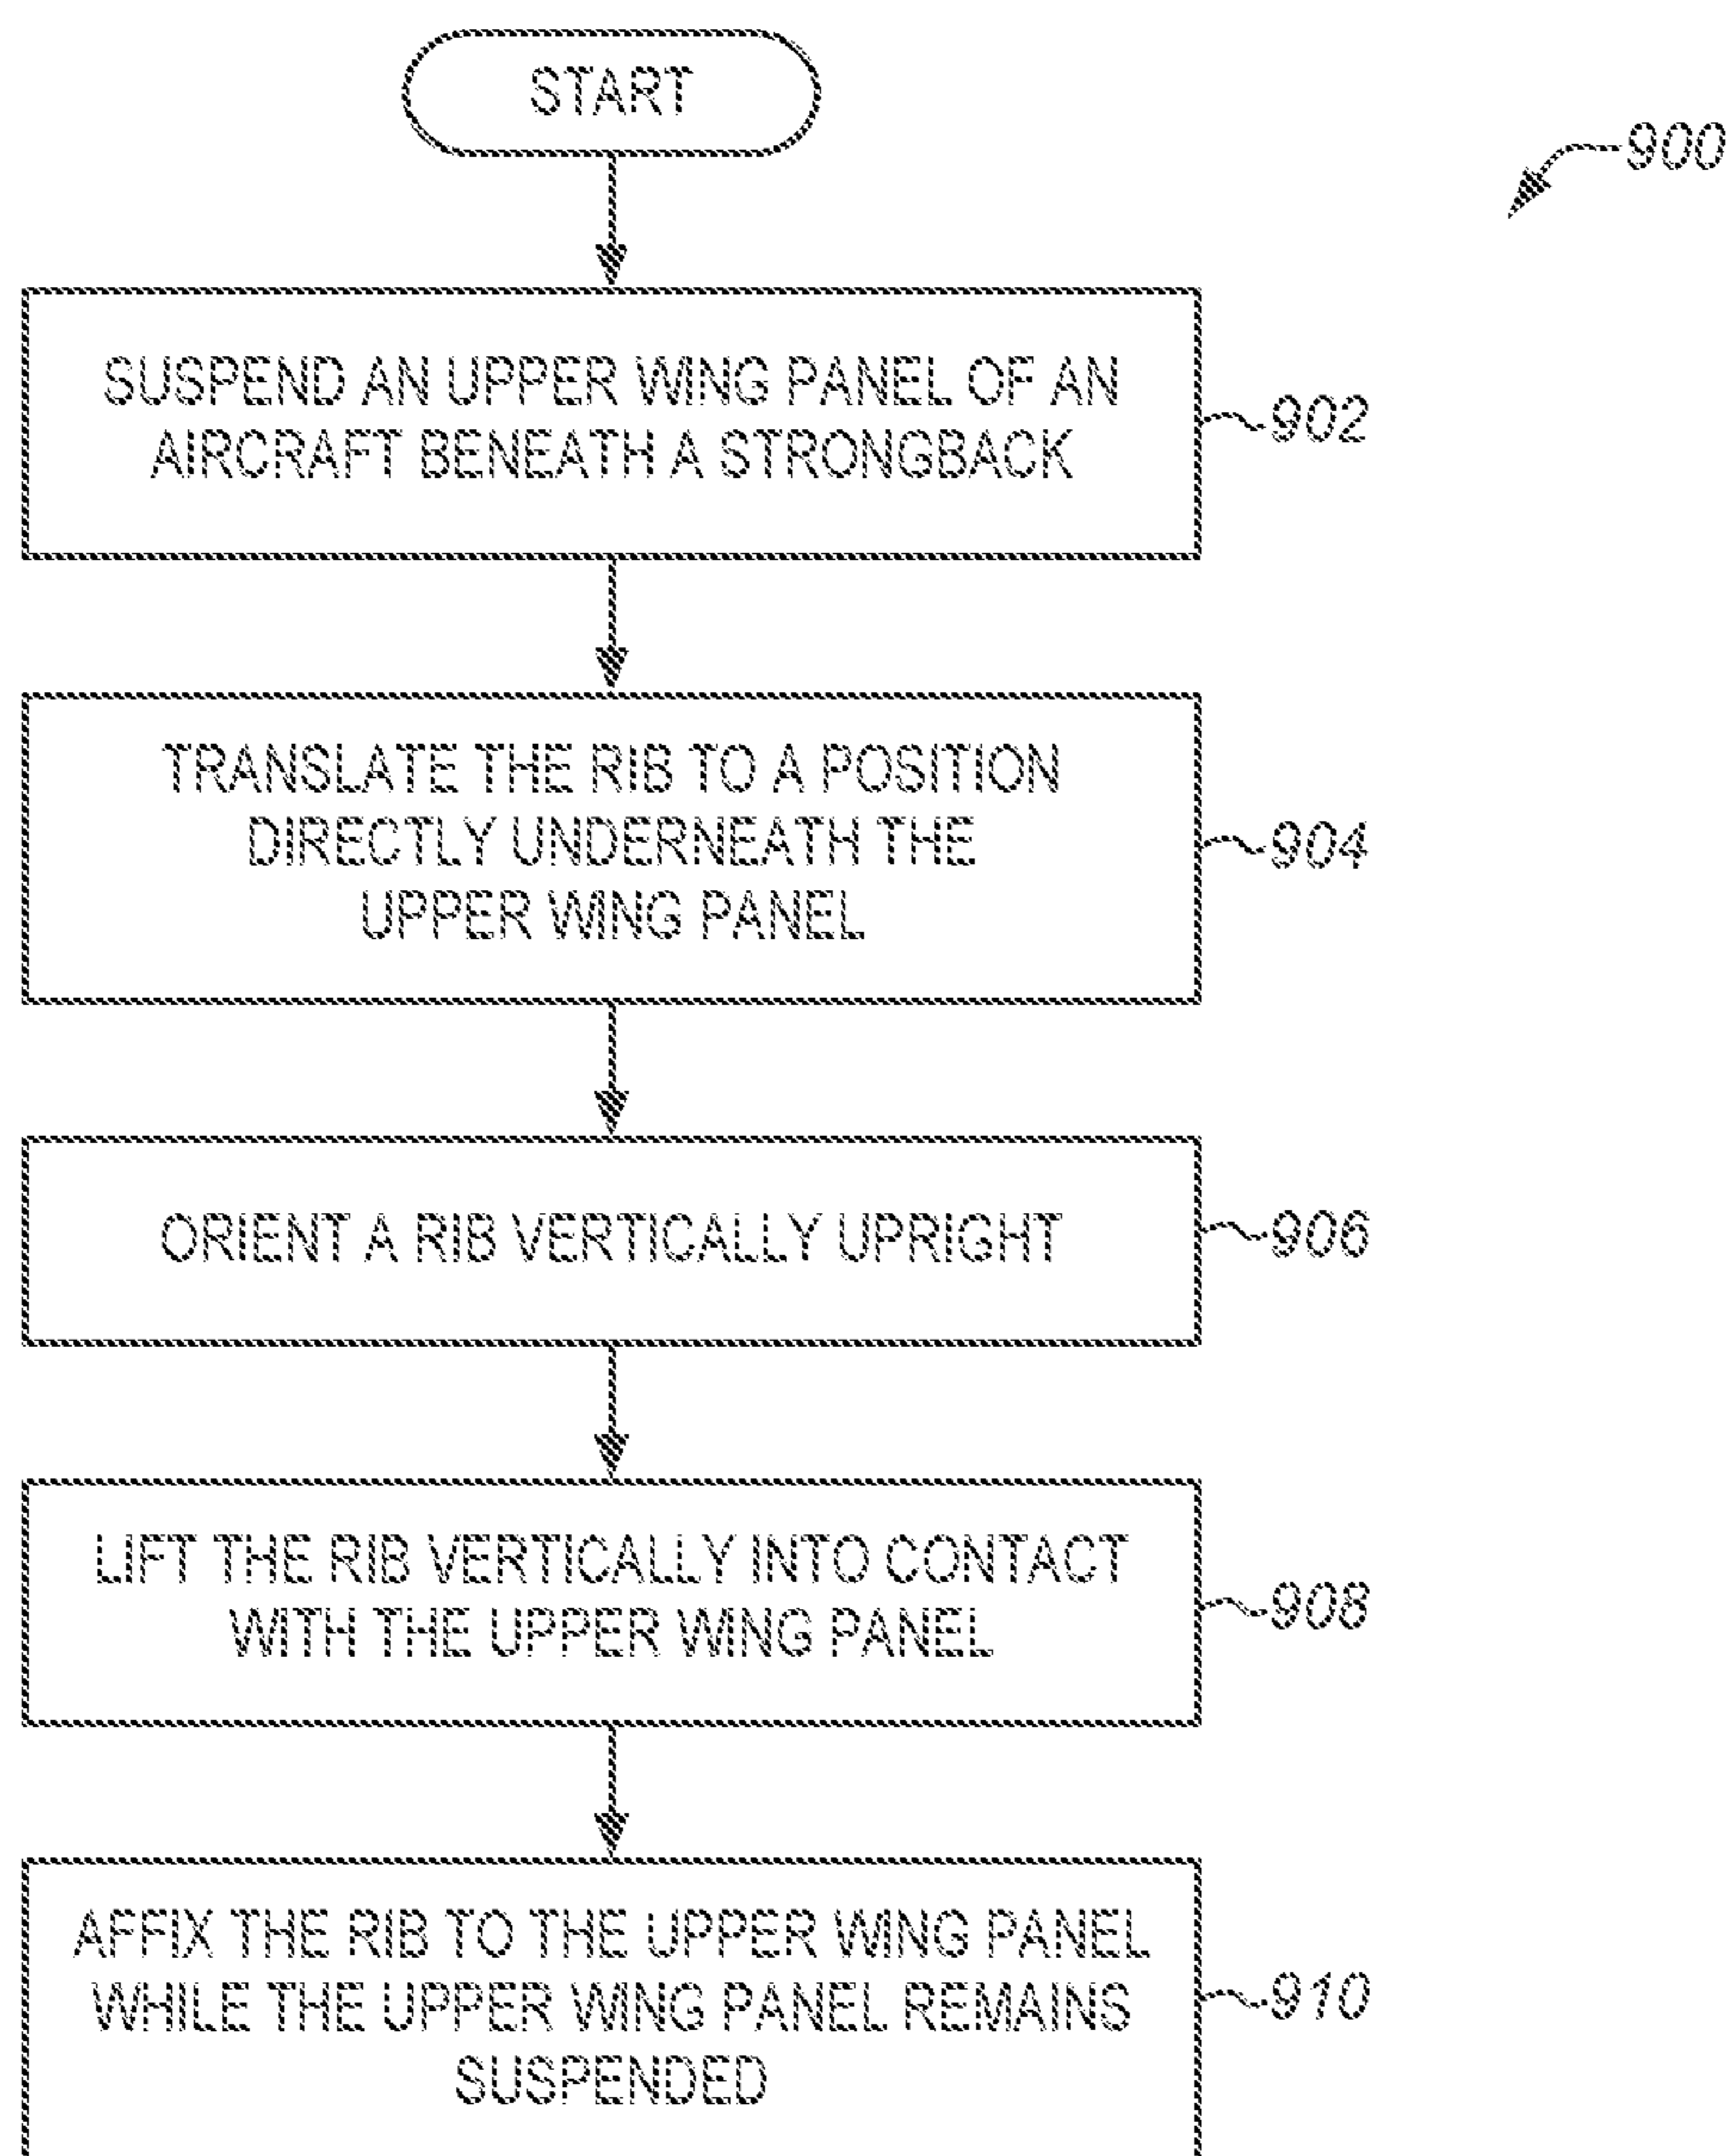 START
900
SUSPEND AN UPPER WING PANEL OF AN
AIRCRAFT BENEATH A STRONGBACK
902
TRANSLATE THE RIB TO A POSITION
DIRECTLY UNDERNEATH THE
UPPER WING PANEL
904
ORIENT A RIB VERTICALLY UPRIGHT
906
LIFT THE RIB VERTICALLY INTO CONTACT
WITH THE UPPER WING PANEL
908
AFFIX THE RIB TO THE UPPER WING PANEL
WHILE THE UPPER WING PANEL REMAINS
SUSPENDED
910